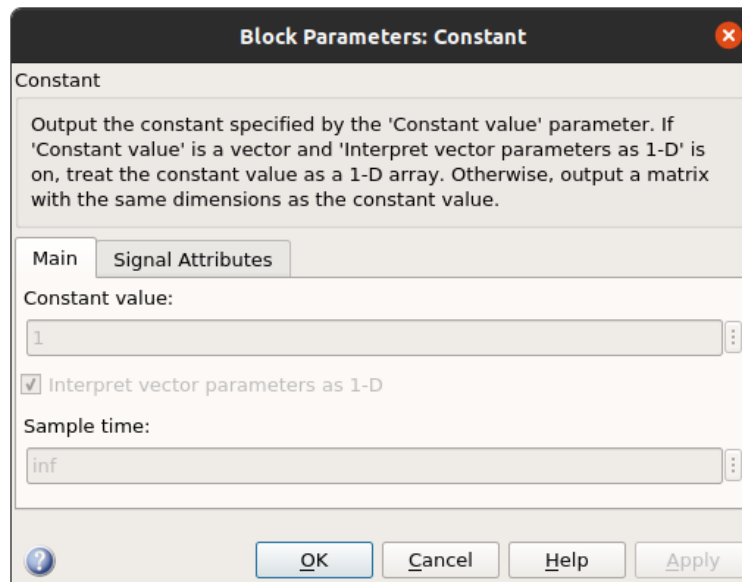 Block Parameters: Constant
Constant
Output the constant specified by the 'Constant value' parameter. If
'Constant value' is a vector and 'Interpret vector parameters as 1-D' is
on, treat the constant value as a 1-D array. Otherwise, output a matrix
with the same dimensions as the constant value.
Main Signal Attributes
Constant value:
1
Interpret vector parameters as 1-D
Sample time:
inf
OK Cancel Help Apply